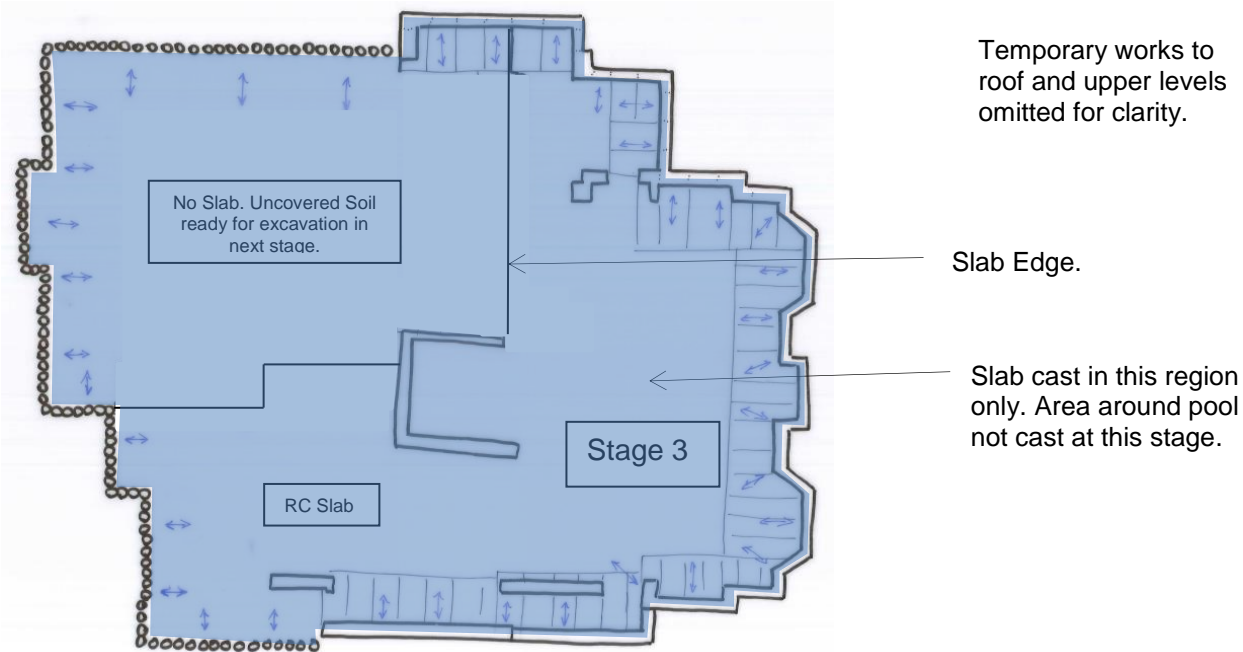 Temporary works to
roof and upper levels
omitted for clarity.
No Slab. Uncovered Soil
ready for excavation in
next stage.
Slab Edge.
Slab cast in this region
only. Area around pool
not cast at this stage.
Stage 3
RC Slab